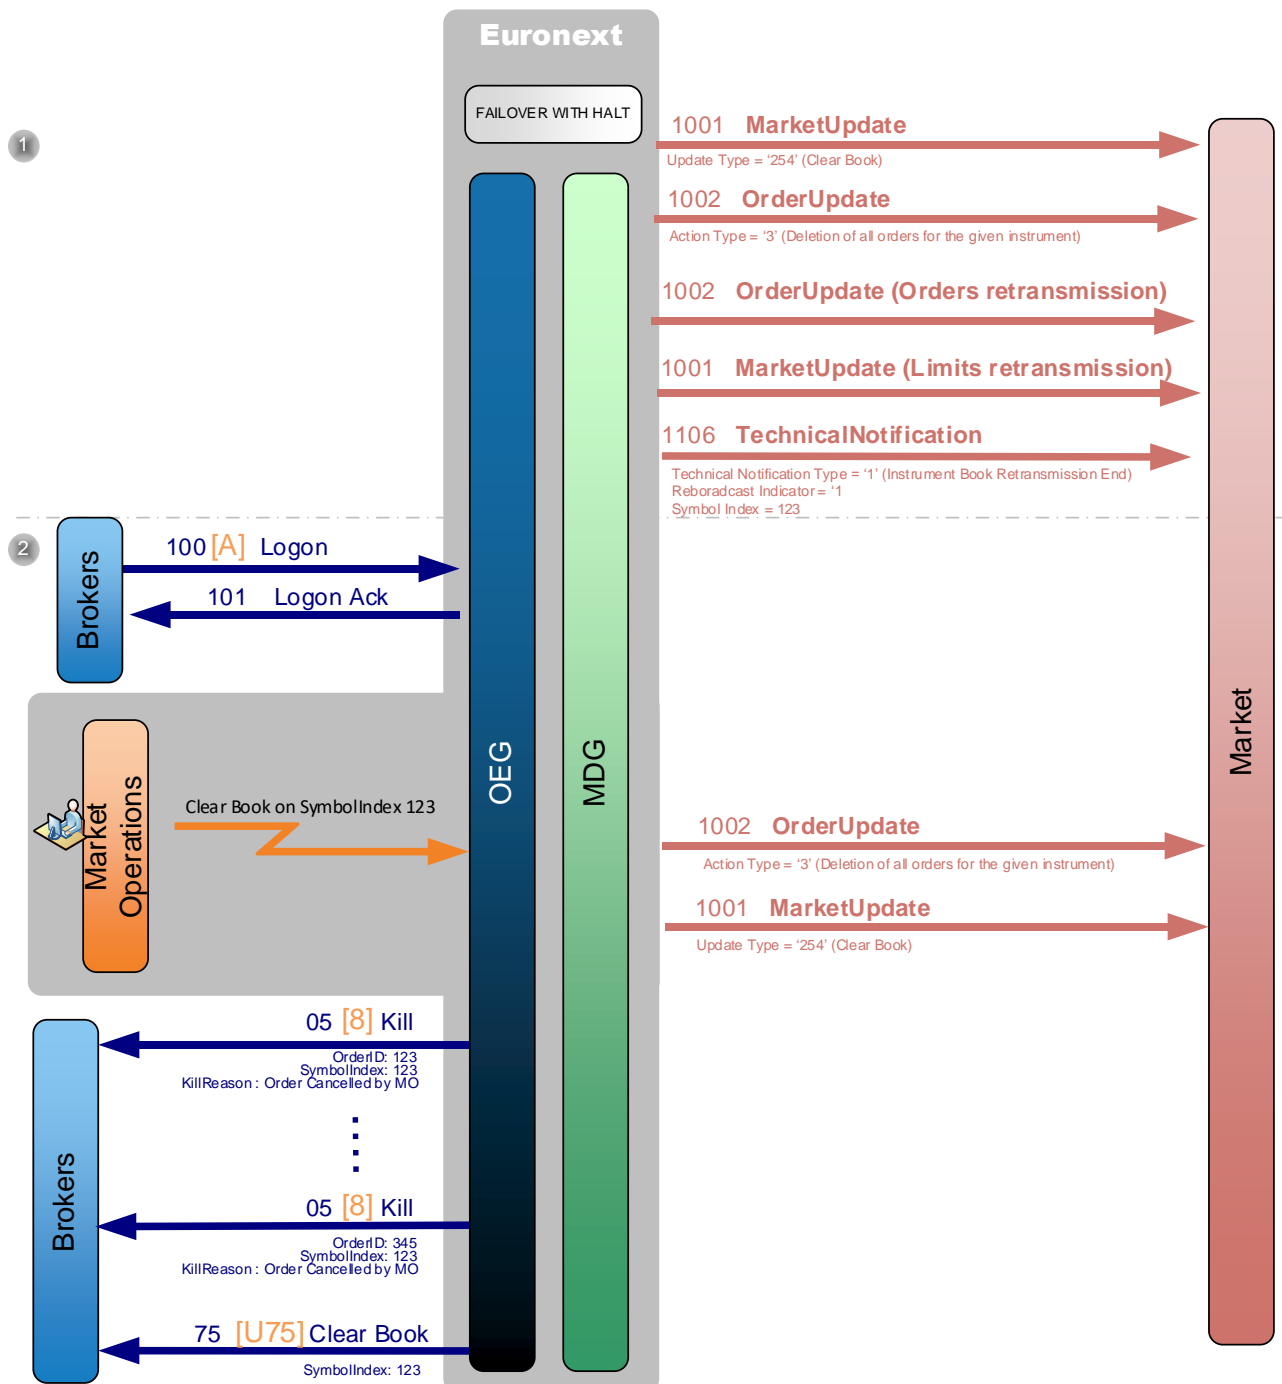 Euronext
FAILOVER WITH HALT
1
1001 MarketUpdate
Update Type = ‘254’ (Clear Book)
1002 OrderUpdate
Action Type = ‘3’ (Deletion of all orders for the given instrument)
1002 OrderUpdate (Orders retransmission)
1001 MarketUpdate (Limits retransmission)
1106 TechnicalNotification
Technical Notification Type = ‘1’ (Instrument Book Retransmission End)
Reboradcast Indicator = ‘1
Symbol Index = 123
2
Brokers
100 [A] Logon
101 Logon Ack
OEG
MDG
Market
Market
Operations
Clear Book on SymbolIndex 123
1002 OrderUpdate
Action Type = ‘3’ (Deletion of all orders for the given instrument)
1001 MarketUpdate
Update Type = ‘254’ (Clear Book)
Brokers
05 [8] Kill
OrderID: 123
SymbolIndex: 123
KillReason : Order Cancelled by MO
05 [8] Kill
OrderID: 345
SymbolIndex: 123
KillReason : Order Cancelled by MO
75 [U75] Clear Book
SymbolIndex: 123